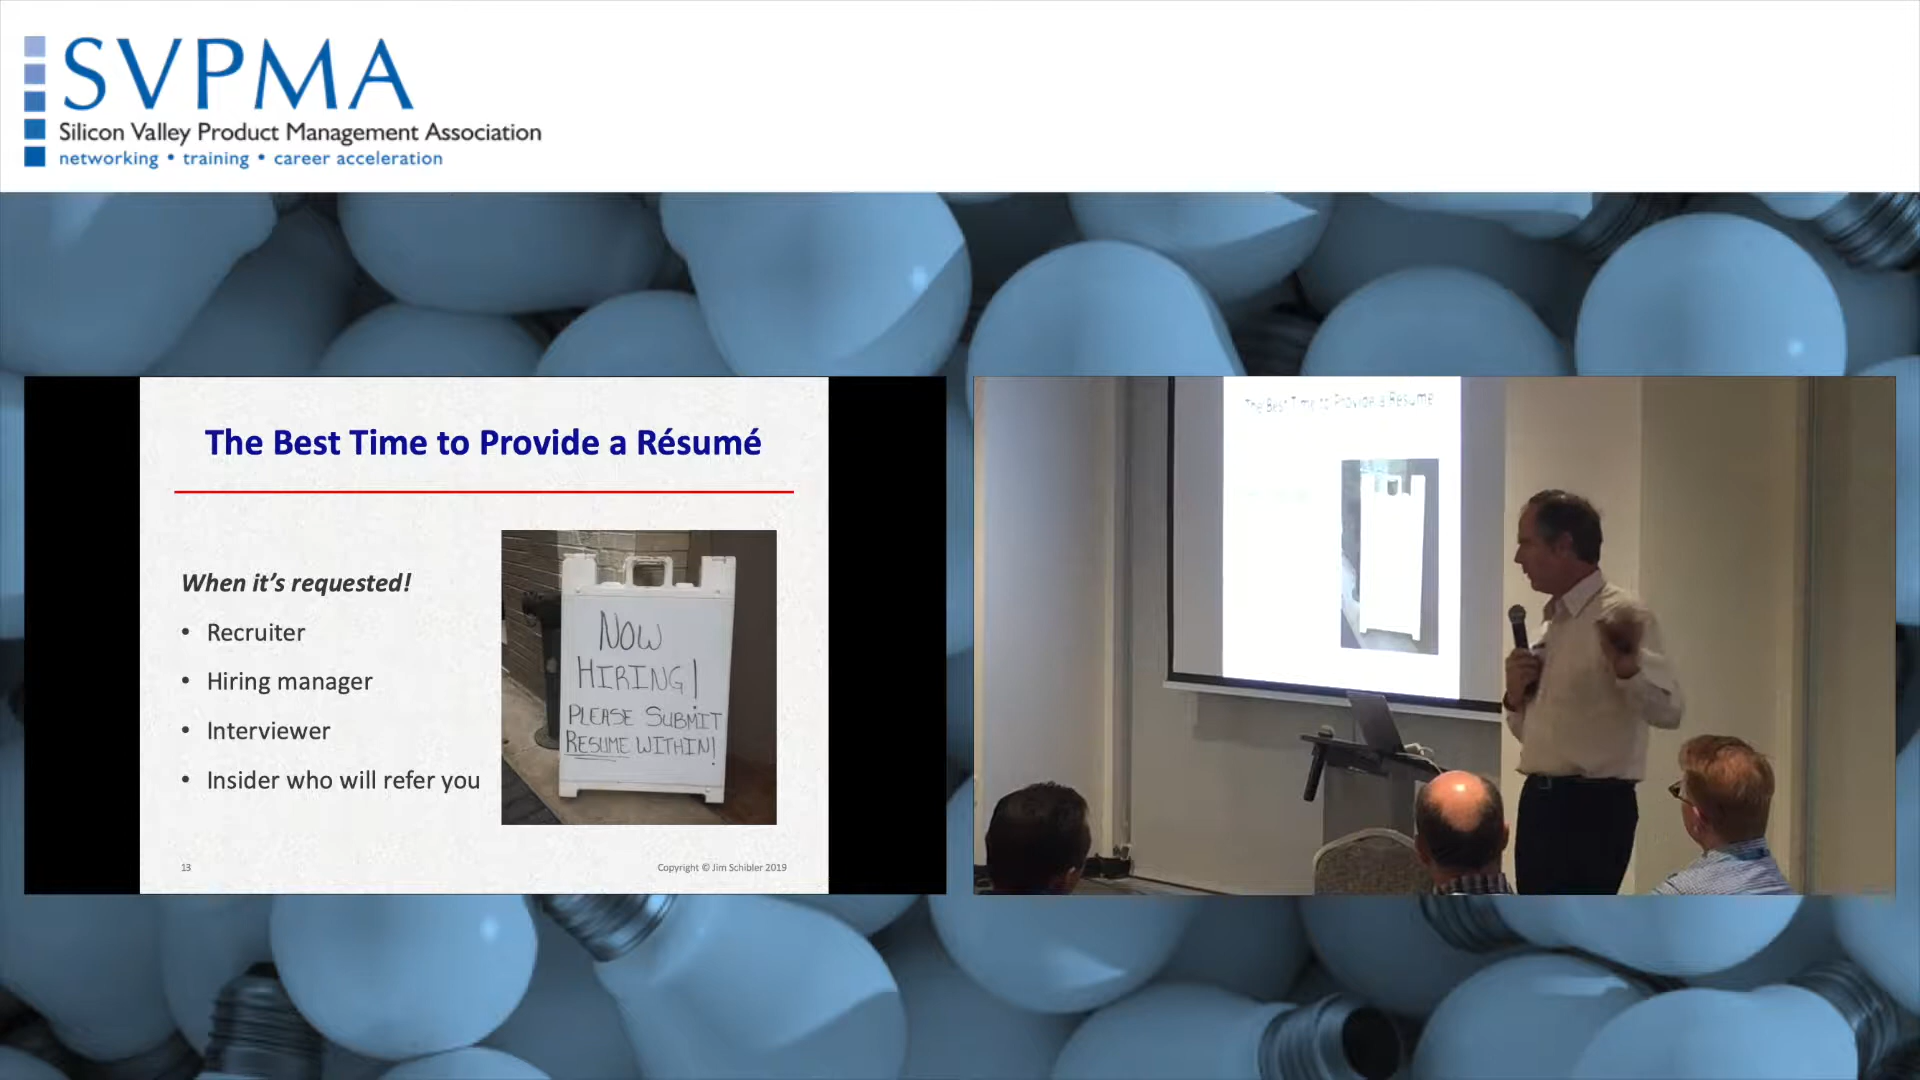 SVPMA
Silicon Valley Product Management Association
networking • training • career acceleration
The Best Time to Provide a Résumé
When it's requested!
• Recruiter
• Hiring manager
• Interviewer
• Insider who will refer you
NOW
HIRING!
PLEASE SUBMIT
RESUME WITHIN!
13
Copyright © Jim Schibler 2019
The Best Time to Provide a Resume